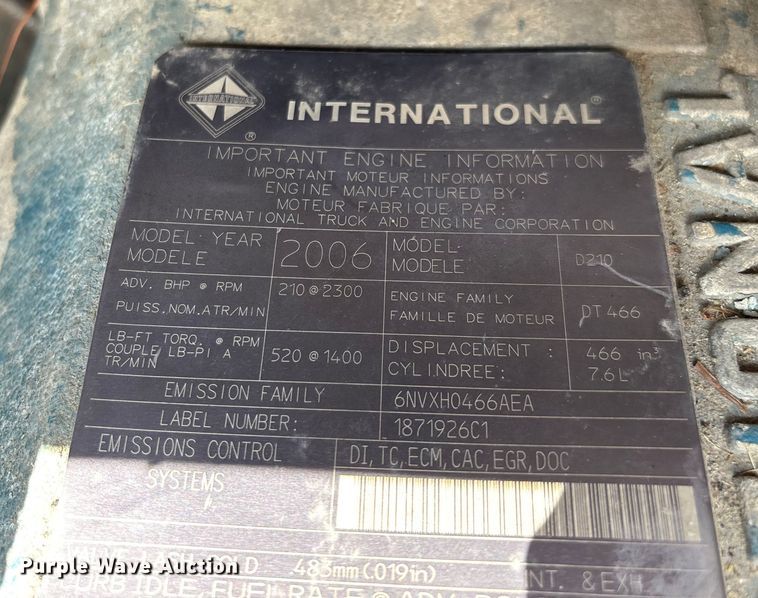 INTERNATIONAL
INTERNATIONAL®
®
IMPORTANT ENGINE INFORMATION
IMPORTANT MOTEUR INFORMATIONS
ENGINE MANUFACTURED BY:
MOTEUR FABRIQUE PAR:
INTERNATIONAL TRUCK AND ENGINE CORPORATION
MODEL YEAR
MODELE
2006
MODEL
MODELE
D210
ADV. BHP @ RPM
PUISS.NOM.ATR/MIN
210 @ 2300
ENGINE FAMILY
FAMILLE DE MOTEUR
DT 466
LB-FT TORQ. @ RPM
COUPLE LB-PI A
TR/MIN
520 @ 1400
DISPLACEMENT :
CYLINDREE:
466 in³
7.6L
EMISSION FAMILY
6NVXH0466AEA
LABEL NUMBER:
1871926C1
EMISSIONS CONTROL
SYSTEMS
DI,TC,ECM,CAC,EGR,DOC
.483mm(.019in)
INT. & EXH
IDLE, FUEL RATE @ ADV.
Purple Wave Auction